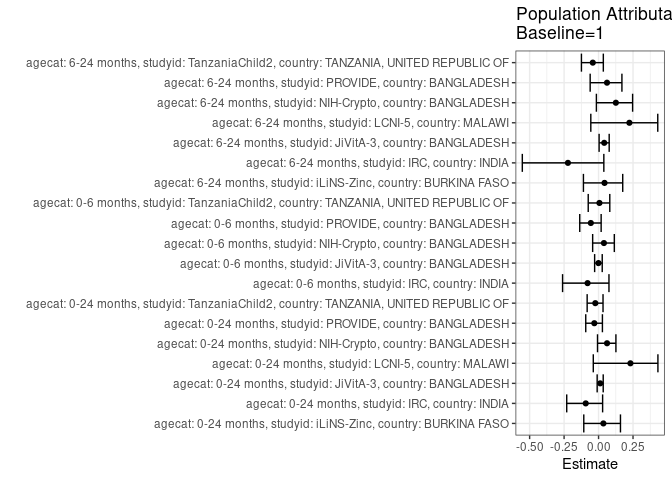 Population Attributa
Baseline=1
agecat: 6-24 months, studyid: TanzaniaChild2, country: TANZANIA, UNITED REPUBLIC OF
agecat: 6-24 months, studyid: PROVIDE, country: BANGLADESH
agecat: 6-24 months, studyid: NIH-Crypto, country: BANGLADESH
agecat: 6-24 months, studyid: LCNI-5, country: MALAWI
agecat: 6-24 months, studyid: JiVitA-3, country: BANGLADESH
agecat: 6-24 months, studyid: IRC, country: INDIA
agecat: 6-24 months, studyid: iLiNS-Zinc, country: BURKINA FASO
agecat: 0-6 months, studyid: TanzaniaChild2, country: TANZANIA, UNITED REPUBLIC OF
agecat: 0-6 months, studyid: PROVIDE, country: BANGLADESH
agecat: 0-6 months, studyid: NIH-Crypto, country: BANGLADESH
agecat: 0-6 months, studyid: JiVitA-3, country: BANGLADESH
agecat: 0-6 months, studyid: IRC, country: INDIA
agecat: 0-24 months, studyid: TanzaniaChild2, country: TANZANIA, UNITED REPUBLIC OF
agecat: 0-24 months, studyid: PROVIDE, country: BANGLADESH
agecat: 0-24 months, studyid: NIH-Crypto, country: BANGLADESH
agecat: 0-24 months, studyid: LCNI-5, country: MALAWI
agecat: 0-24 months, studyid: JiVitA-3, country: BANGLADESH
agecat: 0-24 months, studyid: IRC, country: INDIA
agecat: 0-24 months, studyid: iLiNS-Zinc, country: BURKINA FASO
-0.50 -0.25 0.00 0.25
Estimate